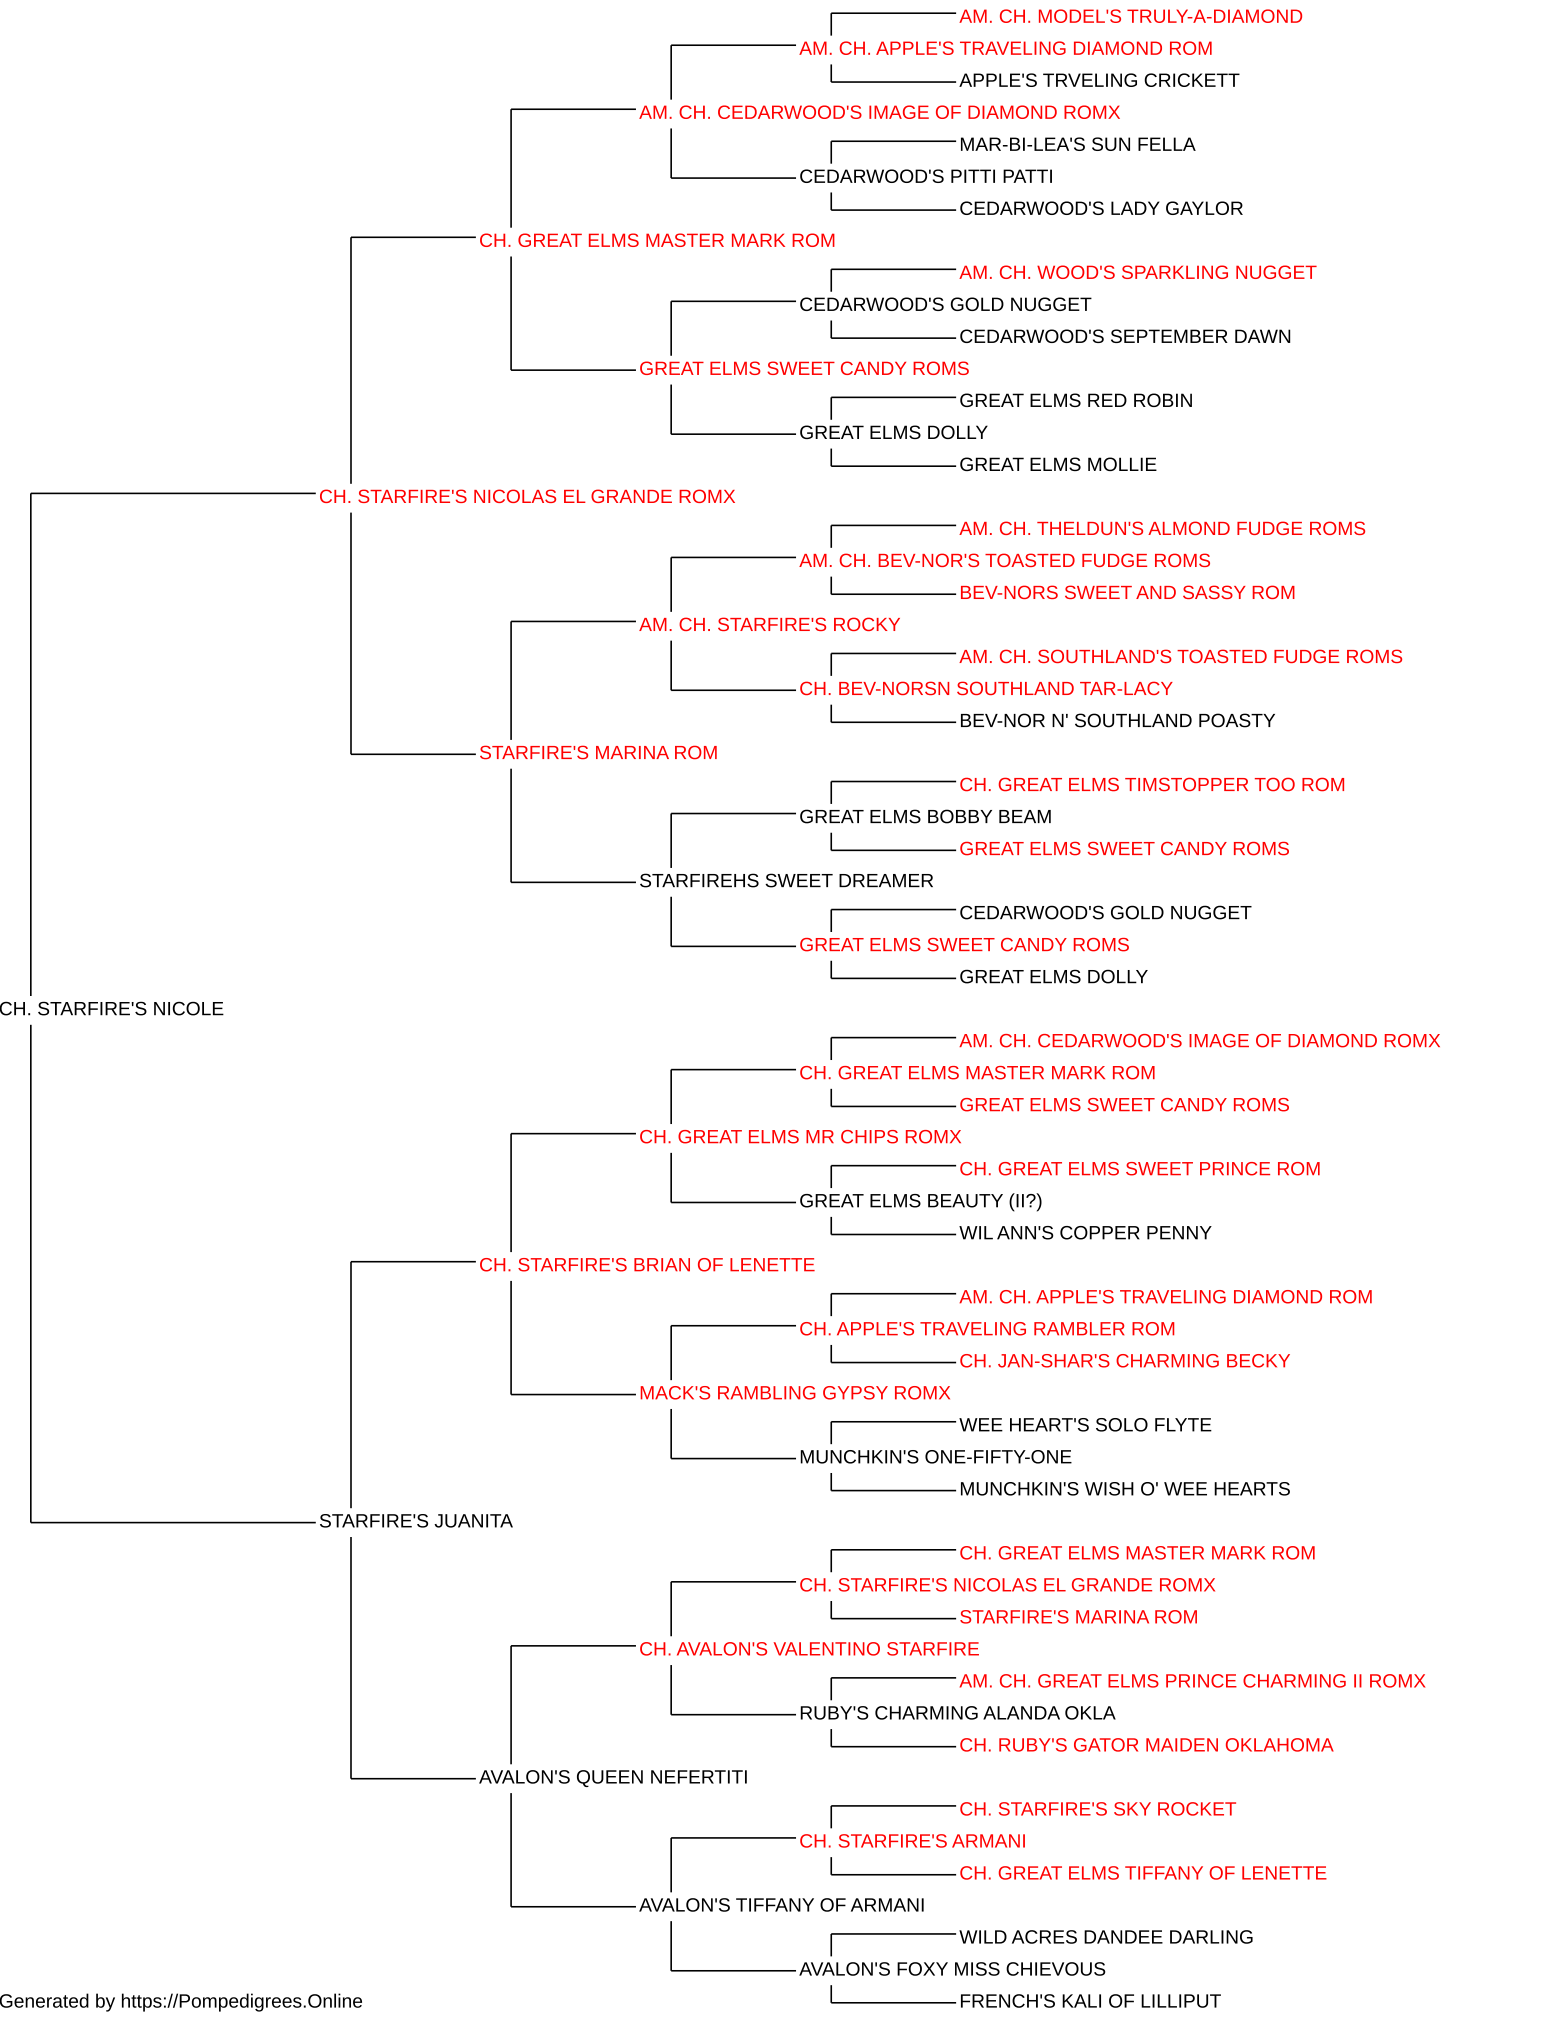 AM. CH. MODEL'S TRULY-A-DIAMOND
AM. CH. APPLE'S TRAVELING DIAMOND ROM
APPLE'S TRVELING CRICKETT
AM. CH. CEDARWOOD'S IMAGE OF DIAMOND ROMX
MAR-BI-LEA'S SUN FELLA
CEDARWOOD'S PITTI PATTI
CEDARWOOD'S LADY GAYLOR
CH. GREAT ELMS MASTER MARK ROM
AM. CH. WOOD'S SPARKLING NUGGET
CEDARWOOD'S GOLD NUGGET
CEDARWOOD'S SEPTEMBER DAWN
GREAT ELMS SWEET CANDY ROMS
GREAT ELMS RED ROBIN
GREAT ELMS DOLLY
GREAT ELMS MOLLIE
CH. STARFIRE'S NICOLAS EL GRANDE ROMX
AM. CH. THELDUN'S ALMOND FUDGE ROMS
AM. CH. BEV-NOR'S TOASTED FUDGE ROMS
BEV-NORS SWEET AND SASSY ROM
AM. CH. STARFIRE'S ROCKY
AM. CH. SOUTHLAND'S TOASTED FUDGE ROMS
CH. BEV-NORSN SOUTHLAND TAR-LACY
BEV-NOR N' SOUTHLAND POASTY
STARFIRE'S MARINA ROM
CH. GREAT ELMS TIMSTOPPER TOO ROM
GREAT ELMS BOBBY BEAM
GREAT ELMS SWEET CANDY ROMS
STARFIREHS SWEET DREAMER
CEDARWOOD'S GOLD NUGGET
GREAT ELMS SWEET CANDY ROMS
GREAT ELMS DOLLY
CH. STARFIRE'S NICOLE
AM. CH. CEDARWOOD'S IMAGE OF DIAMOND ROMX
CH. GREAT ELMS MASTER MARK ROM
GREAT ELMS SWEET CANDY ROMS
CH. GREAT ELMS MR CHIPS ROMX
CH. GREAT ELMS SWEET PRINCE ROM
GREAT ELMS BEAUTY (II?)
WIL ANN'S COPPER PENNY
CH. STARFIRE'S BRIAN OF LENETTE
AM. CH. APPLE'S TRAVELING DIAMOND ROM
CH. APPLE'S TRAVELING RAMBLER ROM
CH. JAN-SHAR'S CHARMING BECKY
MACK'S RAMBLING GYPSY ROMX
WEE HEART'S SOLO FLYTE
MUNCHKIN'S ONE-FIFTY-ONE
MUNCHKIN'S WISH O' WEE HEARTS
STARFIRE'S JUANITA
CH. GREAT ELMS MASTER MARK ROM
CH. STARFIRE'S NICOLAS EL GRANDE ROMX
STARFIRE'S MARINA ROM
CH. AVALON'S VALENTINO STARFIRE
AM. CH. GREAT ELMS PRINCE CHARMING II ROMX
RUBY'S CHARMING ALANDA OKLA
CH. RUBY'S GATOR MAIDEN OKLAHOMA
AVALON'S QUEEN NEFERTITI
CH. STARFIRE'S SKY ROCKET
CH. STARFIRE'S ARMANI
CH. GREAT ELMS TIFFANY OF LENETTE
AVALON'S TIFFANY OF ARMANI
WILD ACRES DANDEE DARLING
AVALON'S FOXY MISS CHIEVOUS
FRENCH'S KALI OF LILLIPUT
Generated by https://Pompedigrees.Online